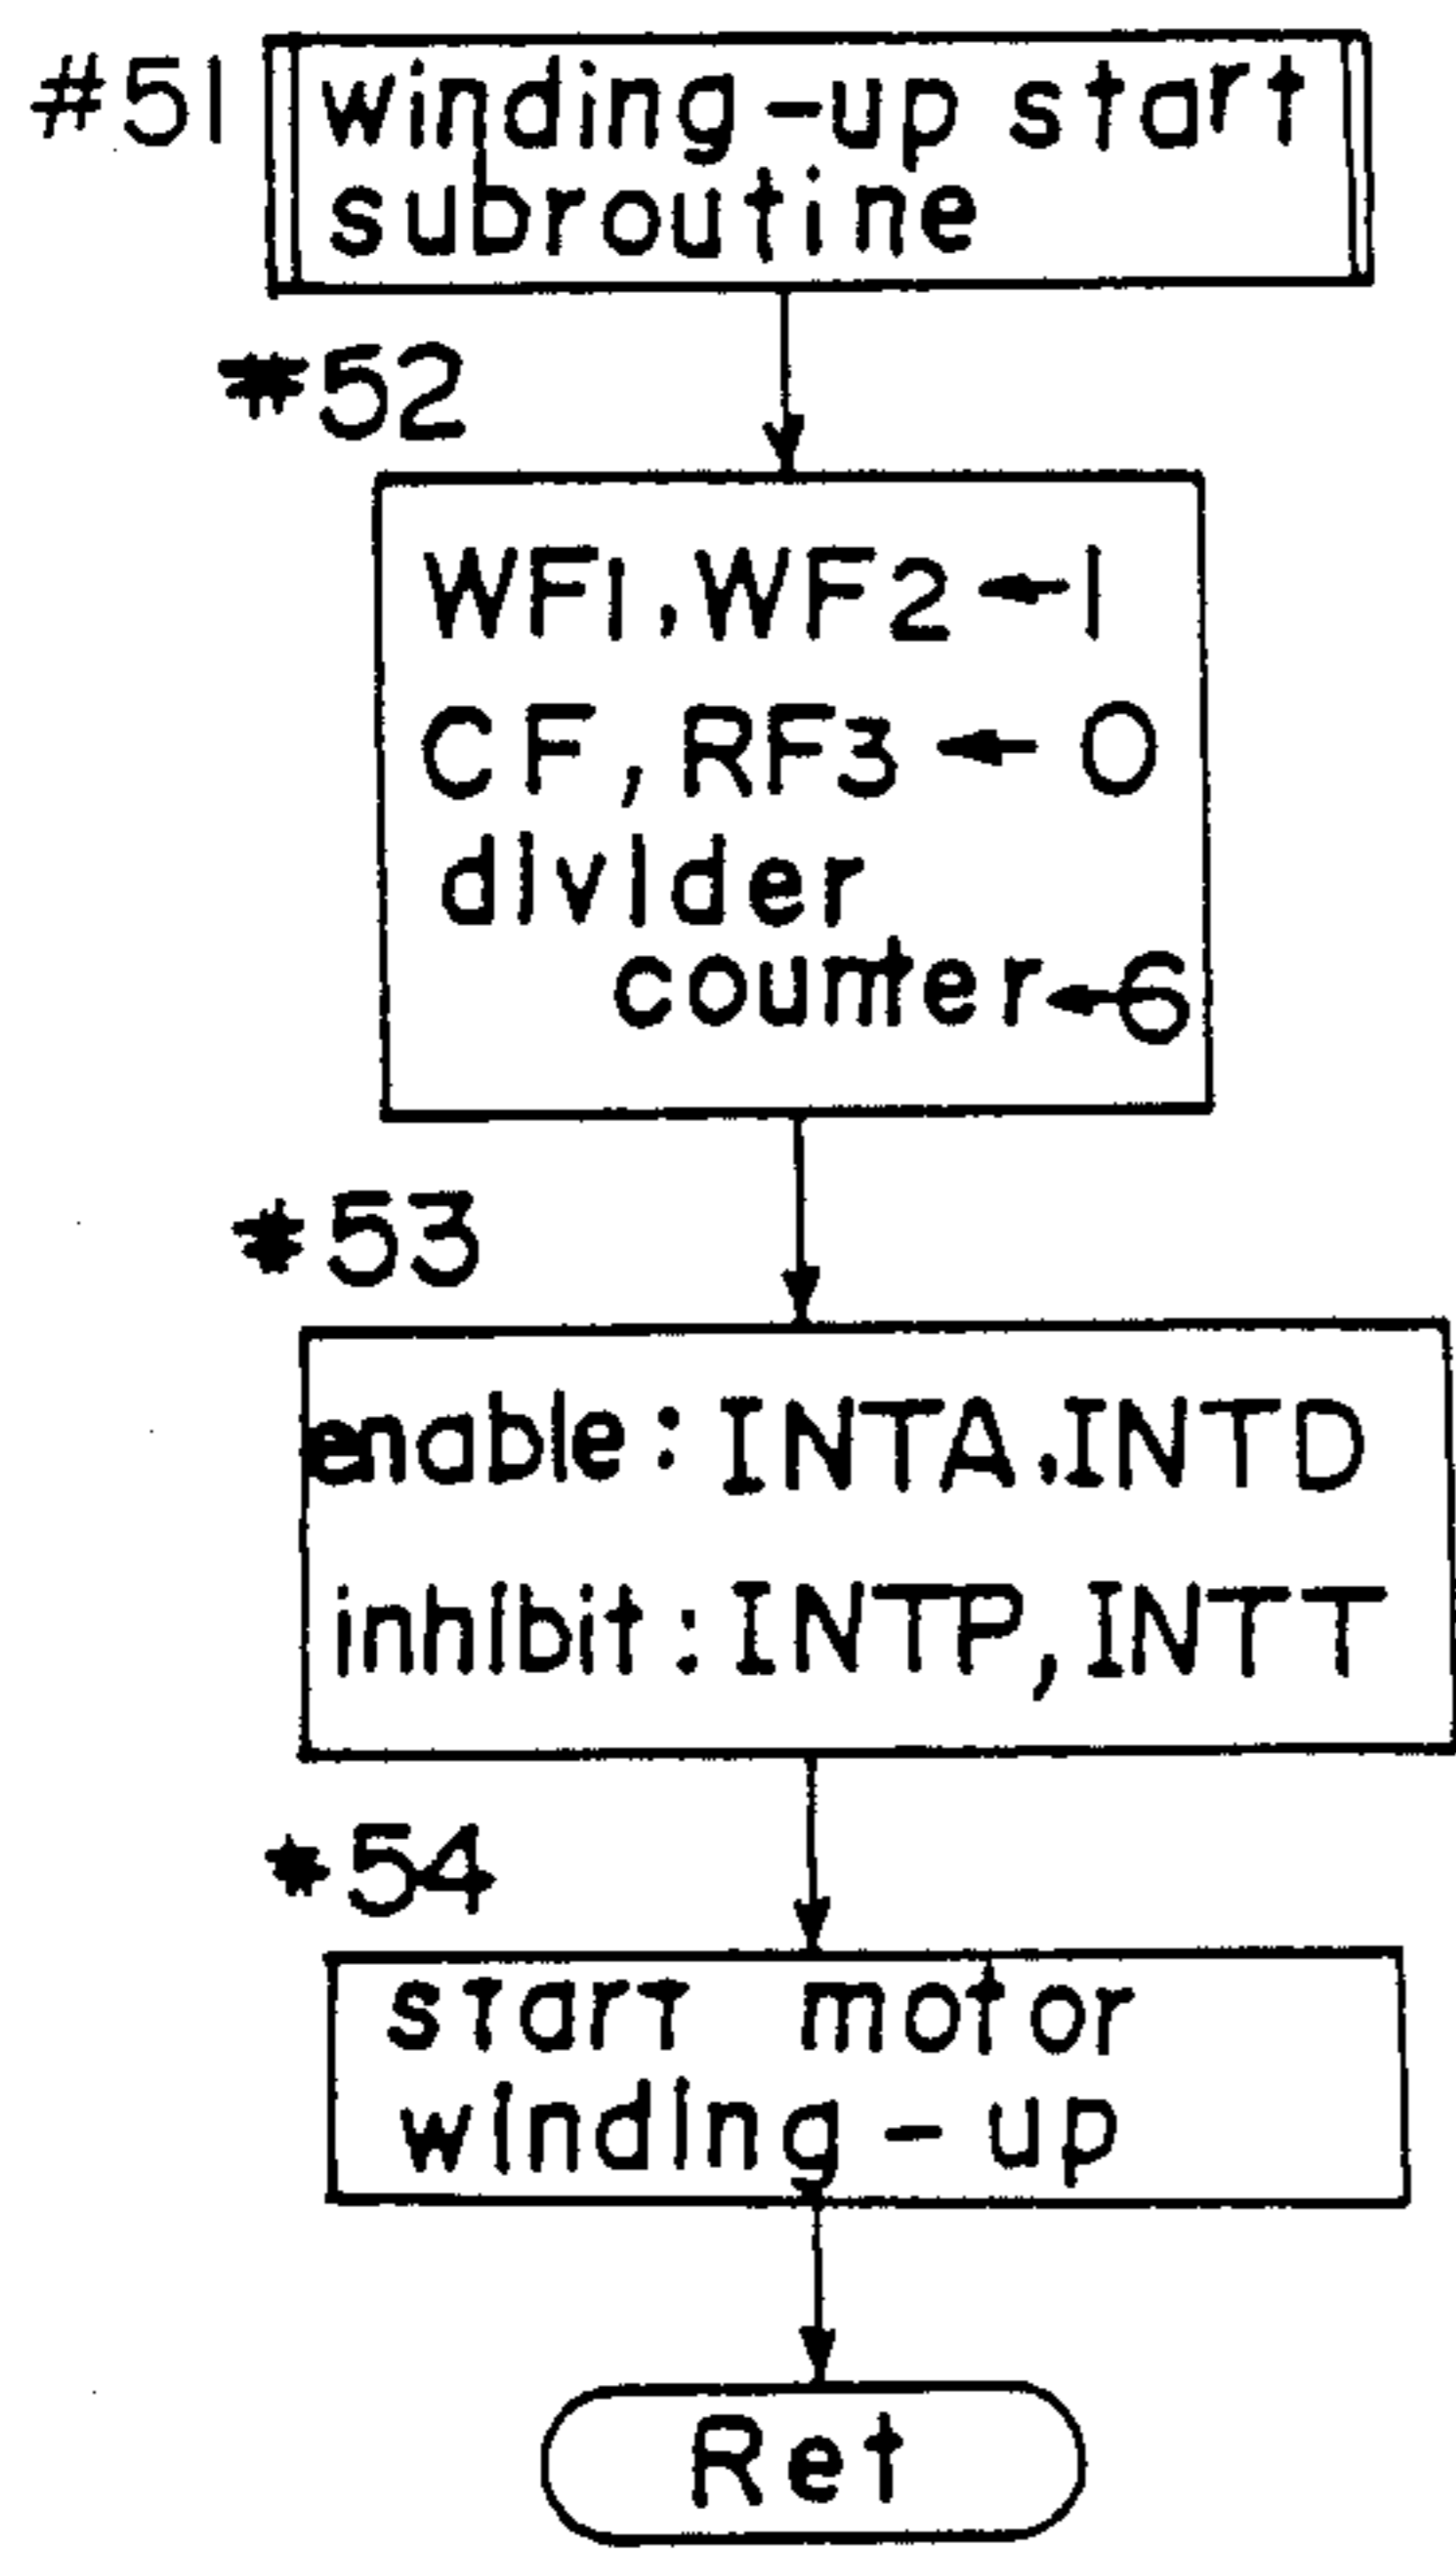 #51
winding-up start
subroutine
#52
WF1, WF2 ← 1
CF, RF3 ← 0
divider
counter ← 6
#53
enable: INTA, INTD
inhibit: INTP, INTT
#54
start motor
winding-up
Ret